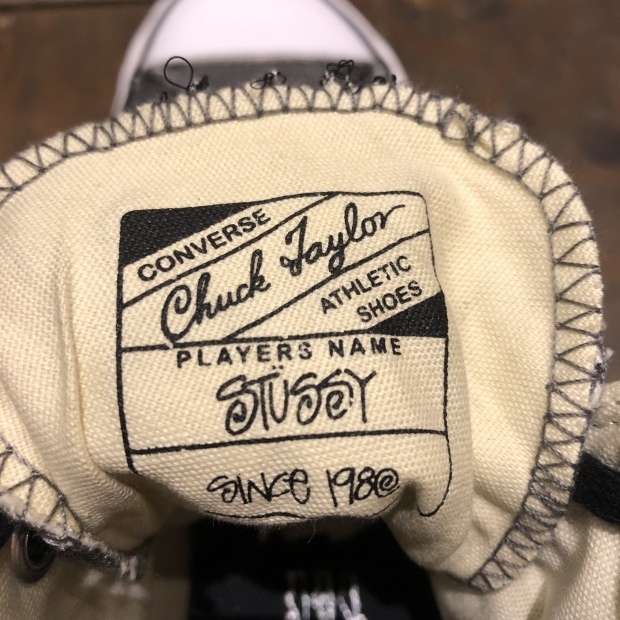 CONVERSE
Chuck Taylor
ATHLETIC
SHOES
PLAYERS NAME
STÜSSY
SINCE 1980